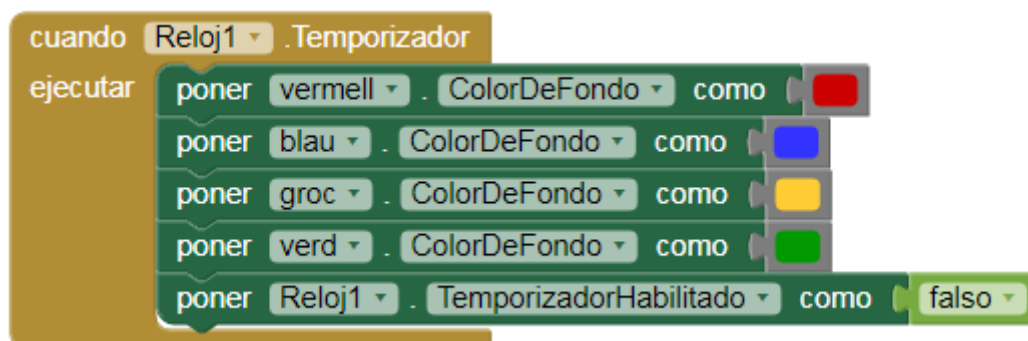 cuando Reloj1 .Temporizador
ejecutar poner vermell . ColorDeFondo como
poner blau . ColorDeFondo como
poner groc . ColorDeFondo como
poner verd . ColorDeFondo como
poner Reloj1 . TemporizadorHabilitado como falso